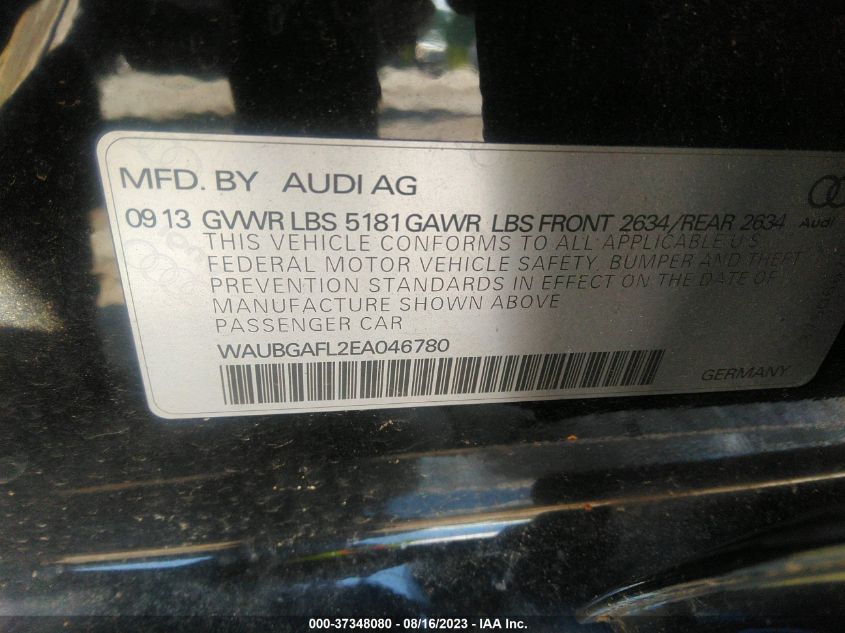 MFD. BY AUDI AG
09 13 GVWR LBS 5181 GAWR LBS FRONT 2634/REAR 2634
Audi
THIS VEHICLE CONFORMS TO ALL APPLICABLE U.S.
FEDERAL MOTOR VEHICLE SAFETY, BUMPER AND THEFT
PREVENTION STANDARDS IN EFFECT ON THE DATE OF
MANUFACTURE SHOWN ABOVE
PASSENGER CAR
WAUBGAFL2EA046780
GERMANY
000-37348080 - 08/16/2023 - IAA Inc.